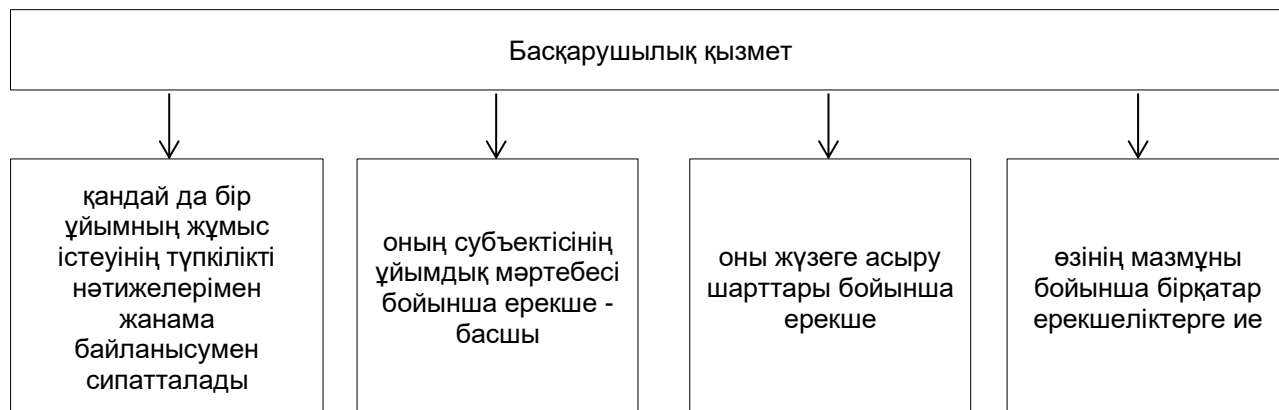 Басқарушылық қызмет
қандай да бір
ұйымның жұмыс
істеуінің түпкілікті
нәтижелерімен
жанама
байланысумен
сипатталады
оның субъектісінің
ұйымдық мәртебесі
бойынша ерекше -
басшы
оны жүзеге асыру
шарттары бойынша
ерекше
өзінің мазмұны
бойынша бірқатар
ерекшеліктерге ие